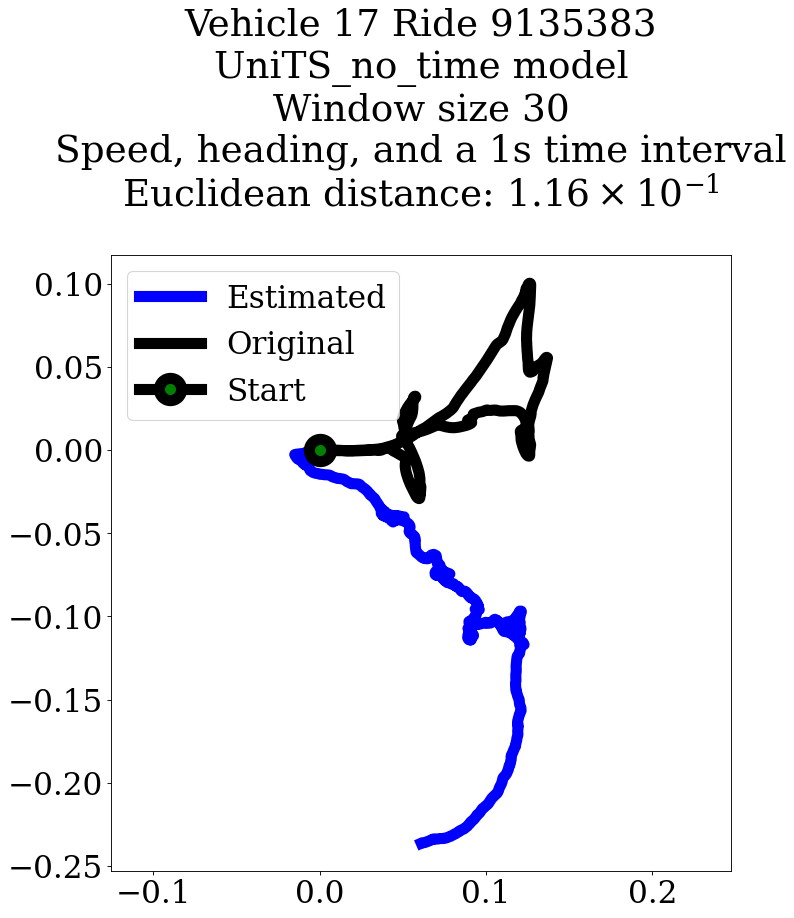 Vehicle 17 Ride 9135383
UniTS_no_time model
Window size 30
Speed, heading, and a 1s time interval
Euclidean distance: 1.16 × 10⁻¹
Estimated
Original
Start
0.10
0.05
0.00
−0.05
−0.10
−0.15
−0.20
−0.25
−0.1 0.0 0.1 0.2